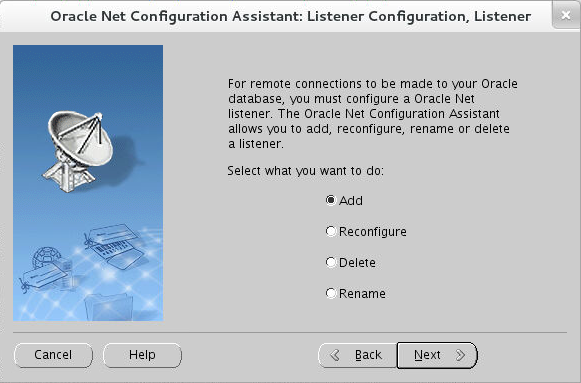 Oracle Net Configuration Assistant: Listener Configuration, Listener
For remote connections to be made to your Oracle
database, you must configure a Oracle Net
listener. The Oracle Net Configuration Assistant
allows you to add, reconfigure, rename or delete
a listener.
Select what you want to do:
Add
Reconfigure
Delete
Rename
Cancel
Help
Back
Next